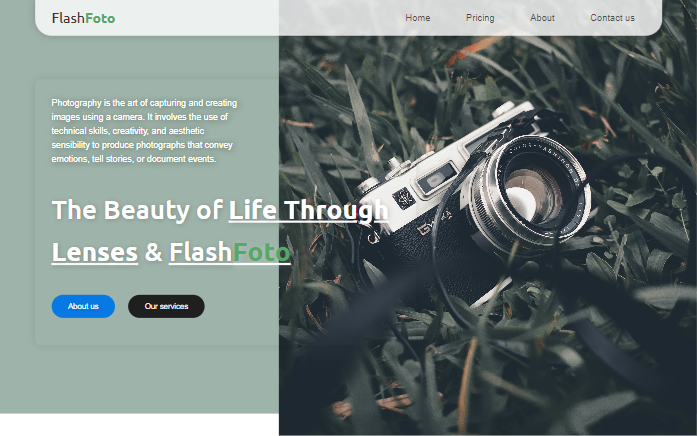 FlashFoto
Home
Pricing
About
Contact us
Photography is the art of capturing and creating
images using a camera. It involves the use of
technical skills, creativity, and aesthetic
sensibility to produce photographs that convey
emotions, tell stories, or document events.
The Beauty of Life Through
Lenses & FlashFoto
About us
Our services